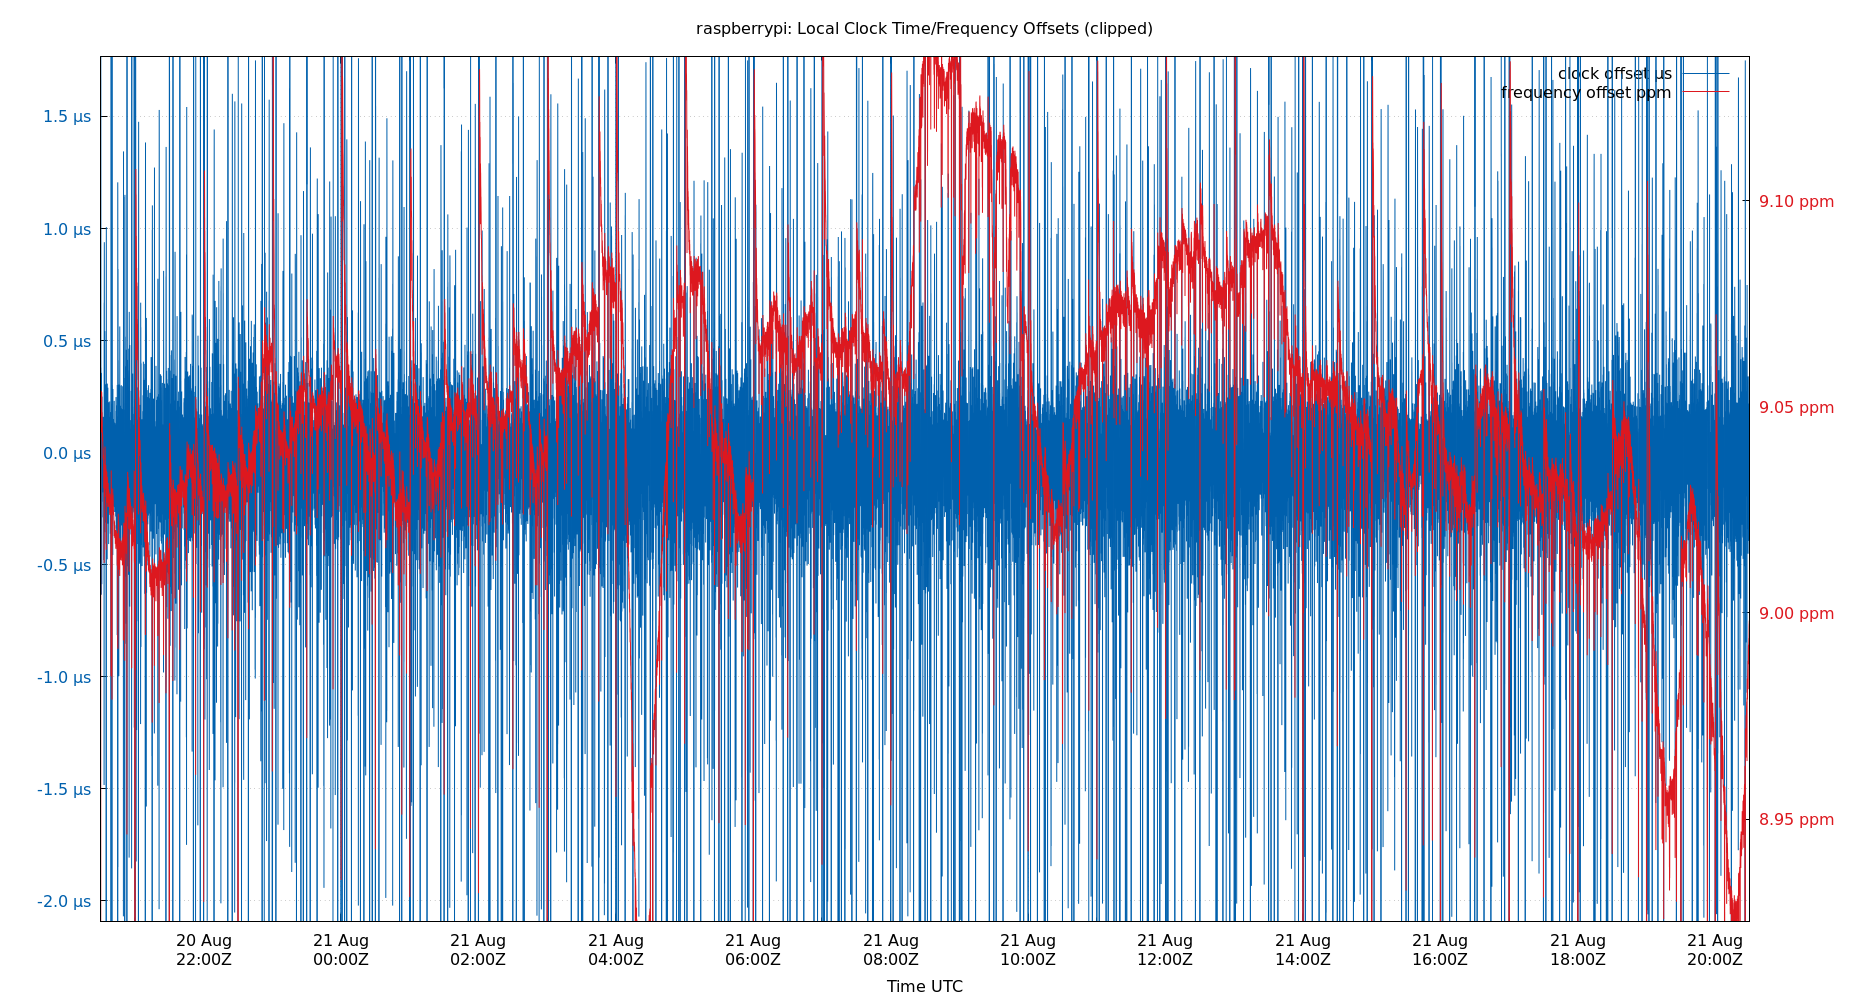 raspberrypi: Local Clock Time/Frequency Offsets (clipped)
clock offset µs
frequency offset ppm
1.5 µs
1.0 µs
0.5 µs
0.0 µs
-0.5 µs
-1.0 µs
-1.5 µs
-2.0 µs
9.10 ppm
9.05 ppm
9.00 ppm
8.95 ppm
20 Aug 21 Aug 21 Aug 21 Aug 21 Aug 21 Aug 21 Aug 21 Aug 21 Aug 21 Aug 21 Aug 21 Aug
22:00Z 00:00Z 02:00Z 04:00Z 06:00Z 08:00Z 10:00Z 12:00Z 14:00Z 16:00Z 18:00Z 20:00Z
Time UTC